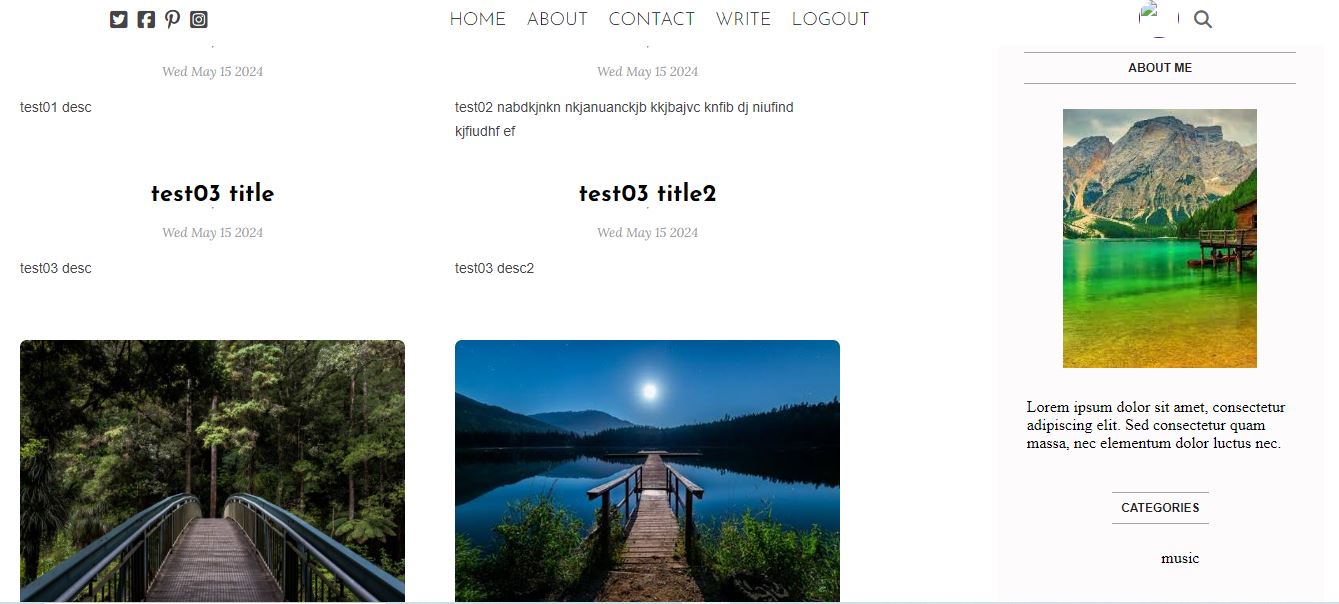 HOME ABOUT CONTACT WRITE LOGOUT
Wed May 15 2024
test01 desc
Wed May 15 2024
test02 nabdkjnkn nkjanuanckjb kkjbajvc knfib dj niufind
kjfiudhf ef
test03 title
Wed May 15 2024
test03 desc
test03 title2
Wed May 15 2024
test03 desc2
ABOUT ME
Lorem ipsum dolor sit amet, consectetur
adipiscing elit. Sed consectetur quam
massa, nec elementum dolor luctus nec.
CATEGORIES
music